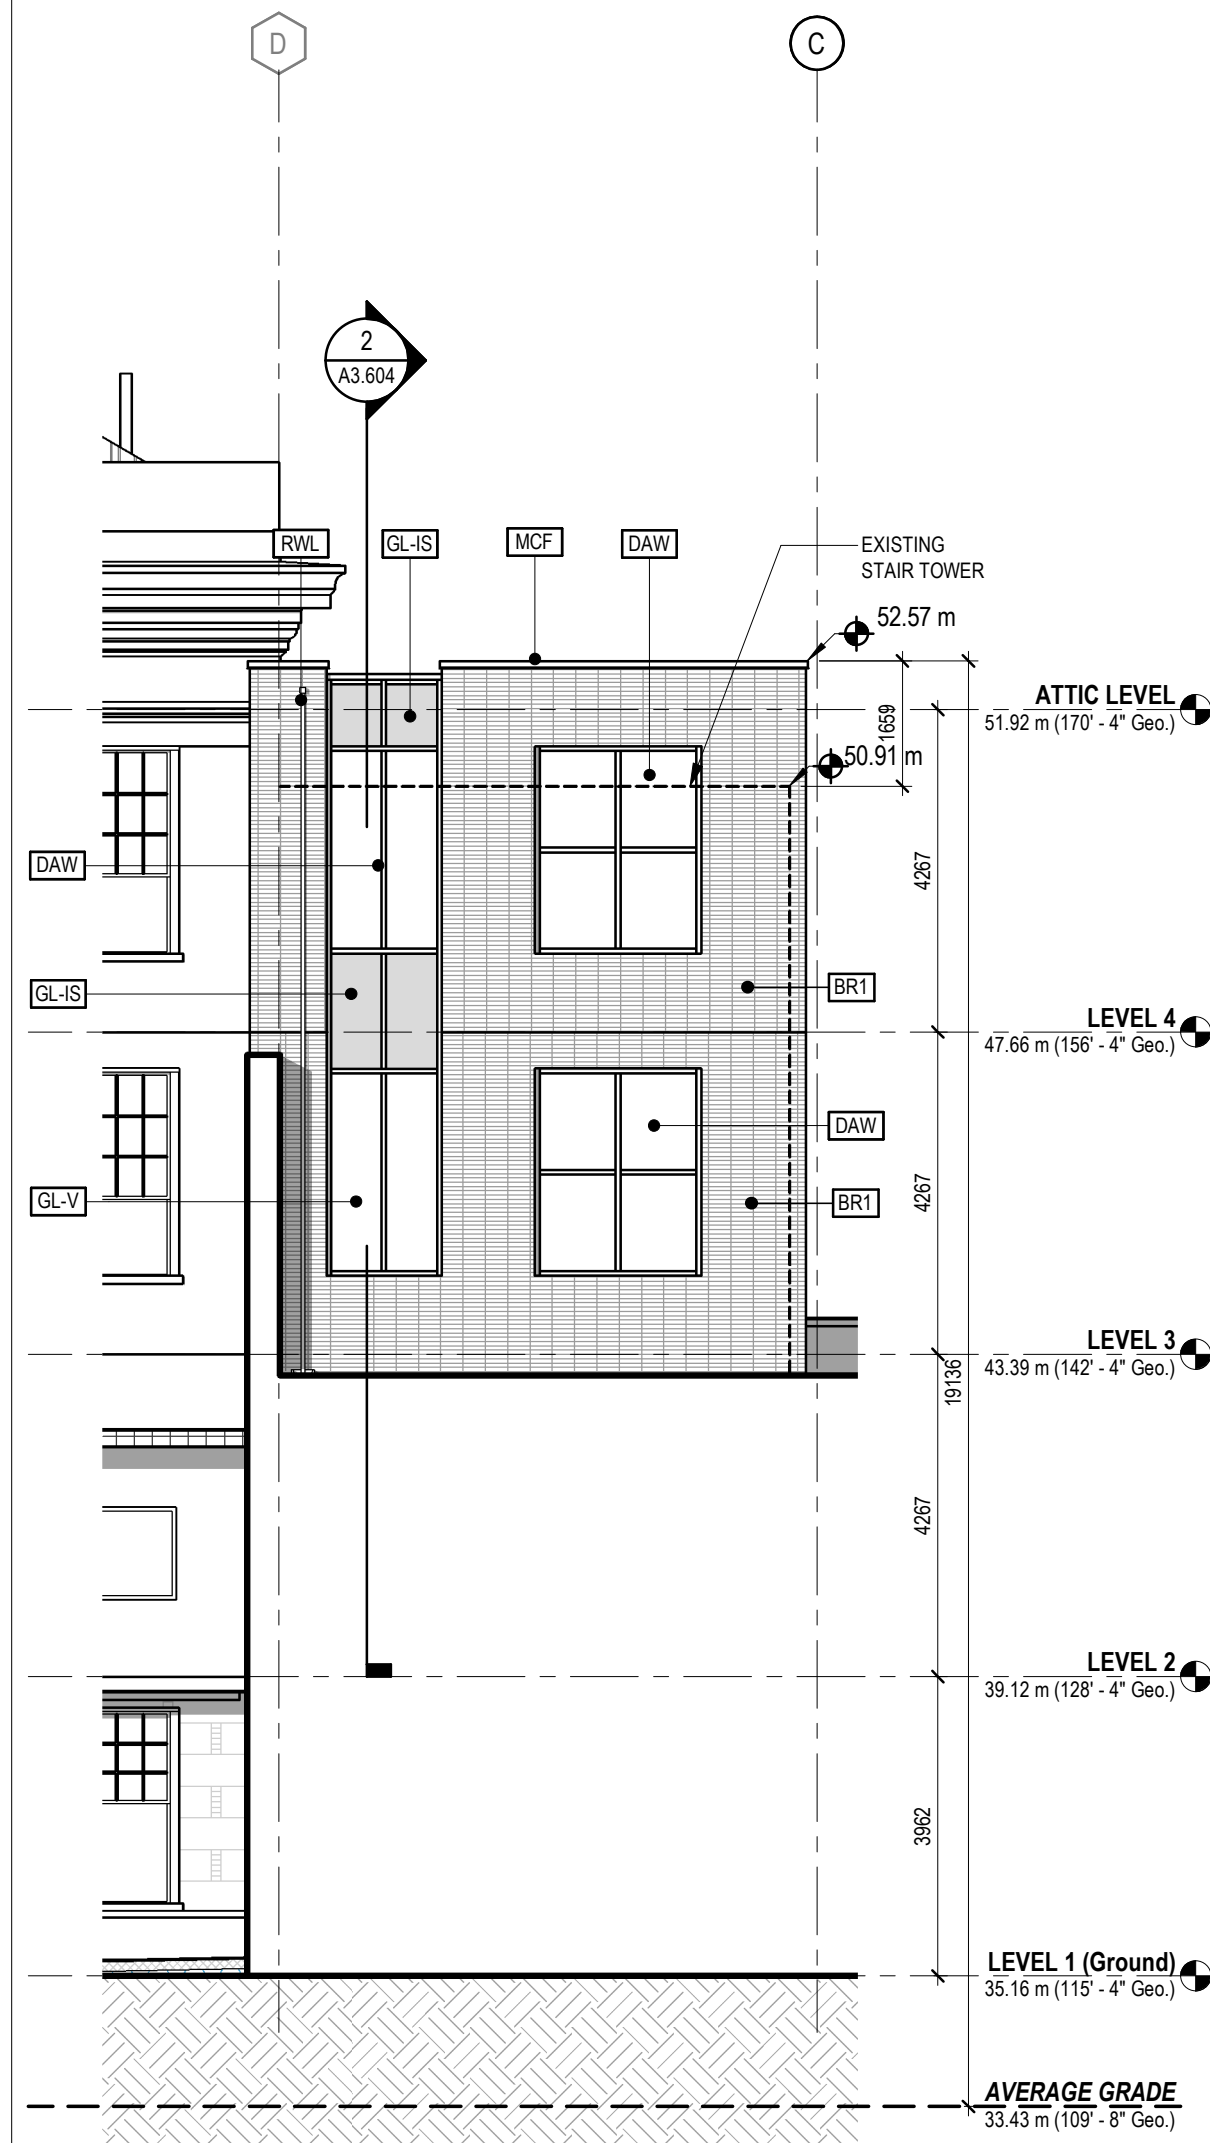 D
C
2
A3.604
RWL
GL-IS
MCF
DAW
EXISTING
STAIR TOWER
52.57 m
ATTIC LEVEL
51.92 m (170' - 4" Geo.)
1659
50.91 m
DAW
4267
GL-IS
BR1
LEVEL 4
47.66 m (156' - 4" Geo.)
DAW
GL-V
BR1
4267
LEVEL 3
43.39 m (142' - 4" Geo.)
19136
4267
LEVEL 2
39.12 m (128' - 4" Geo.)
3962
LEVEL 1 (Ground)
35.16 m (115' - 4" Geo.)
AVERAGE GRADE
33.43 m (109' - 8" Geo.)